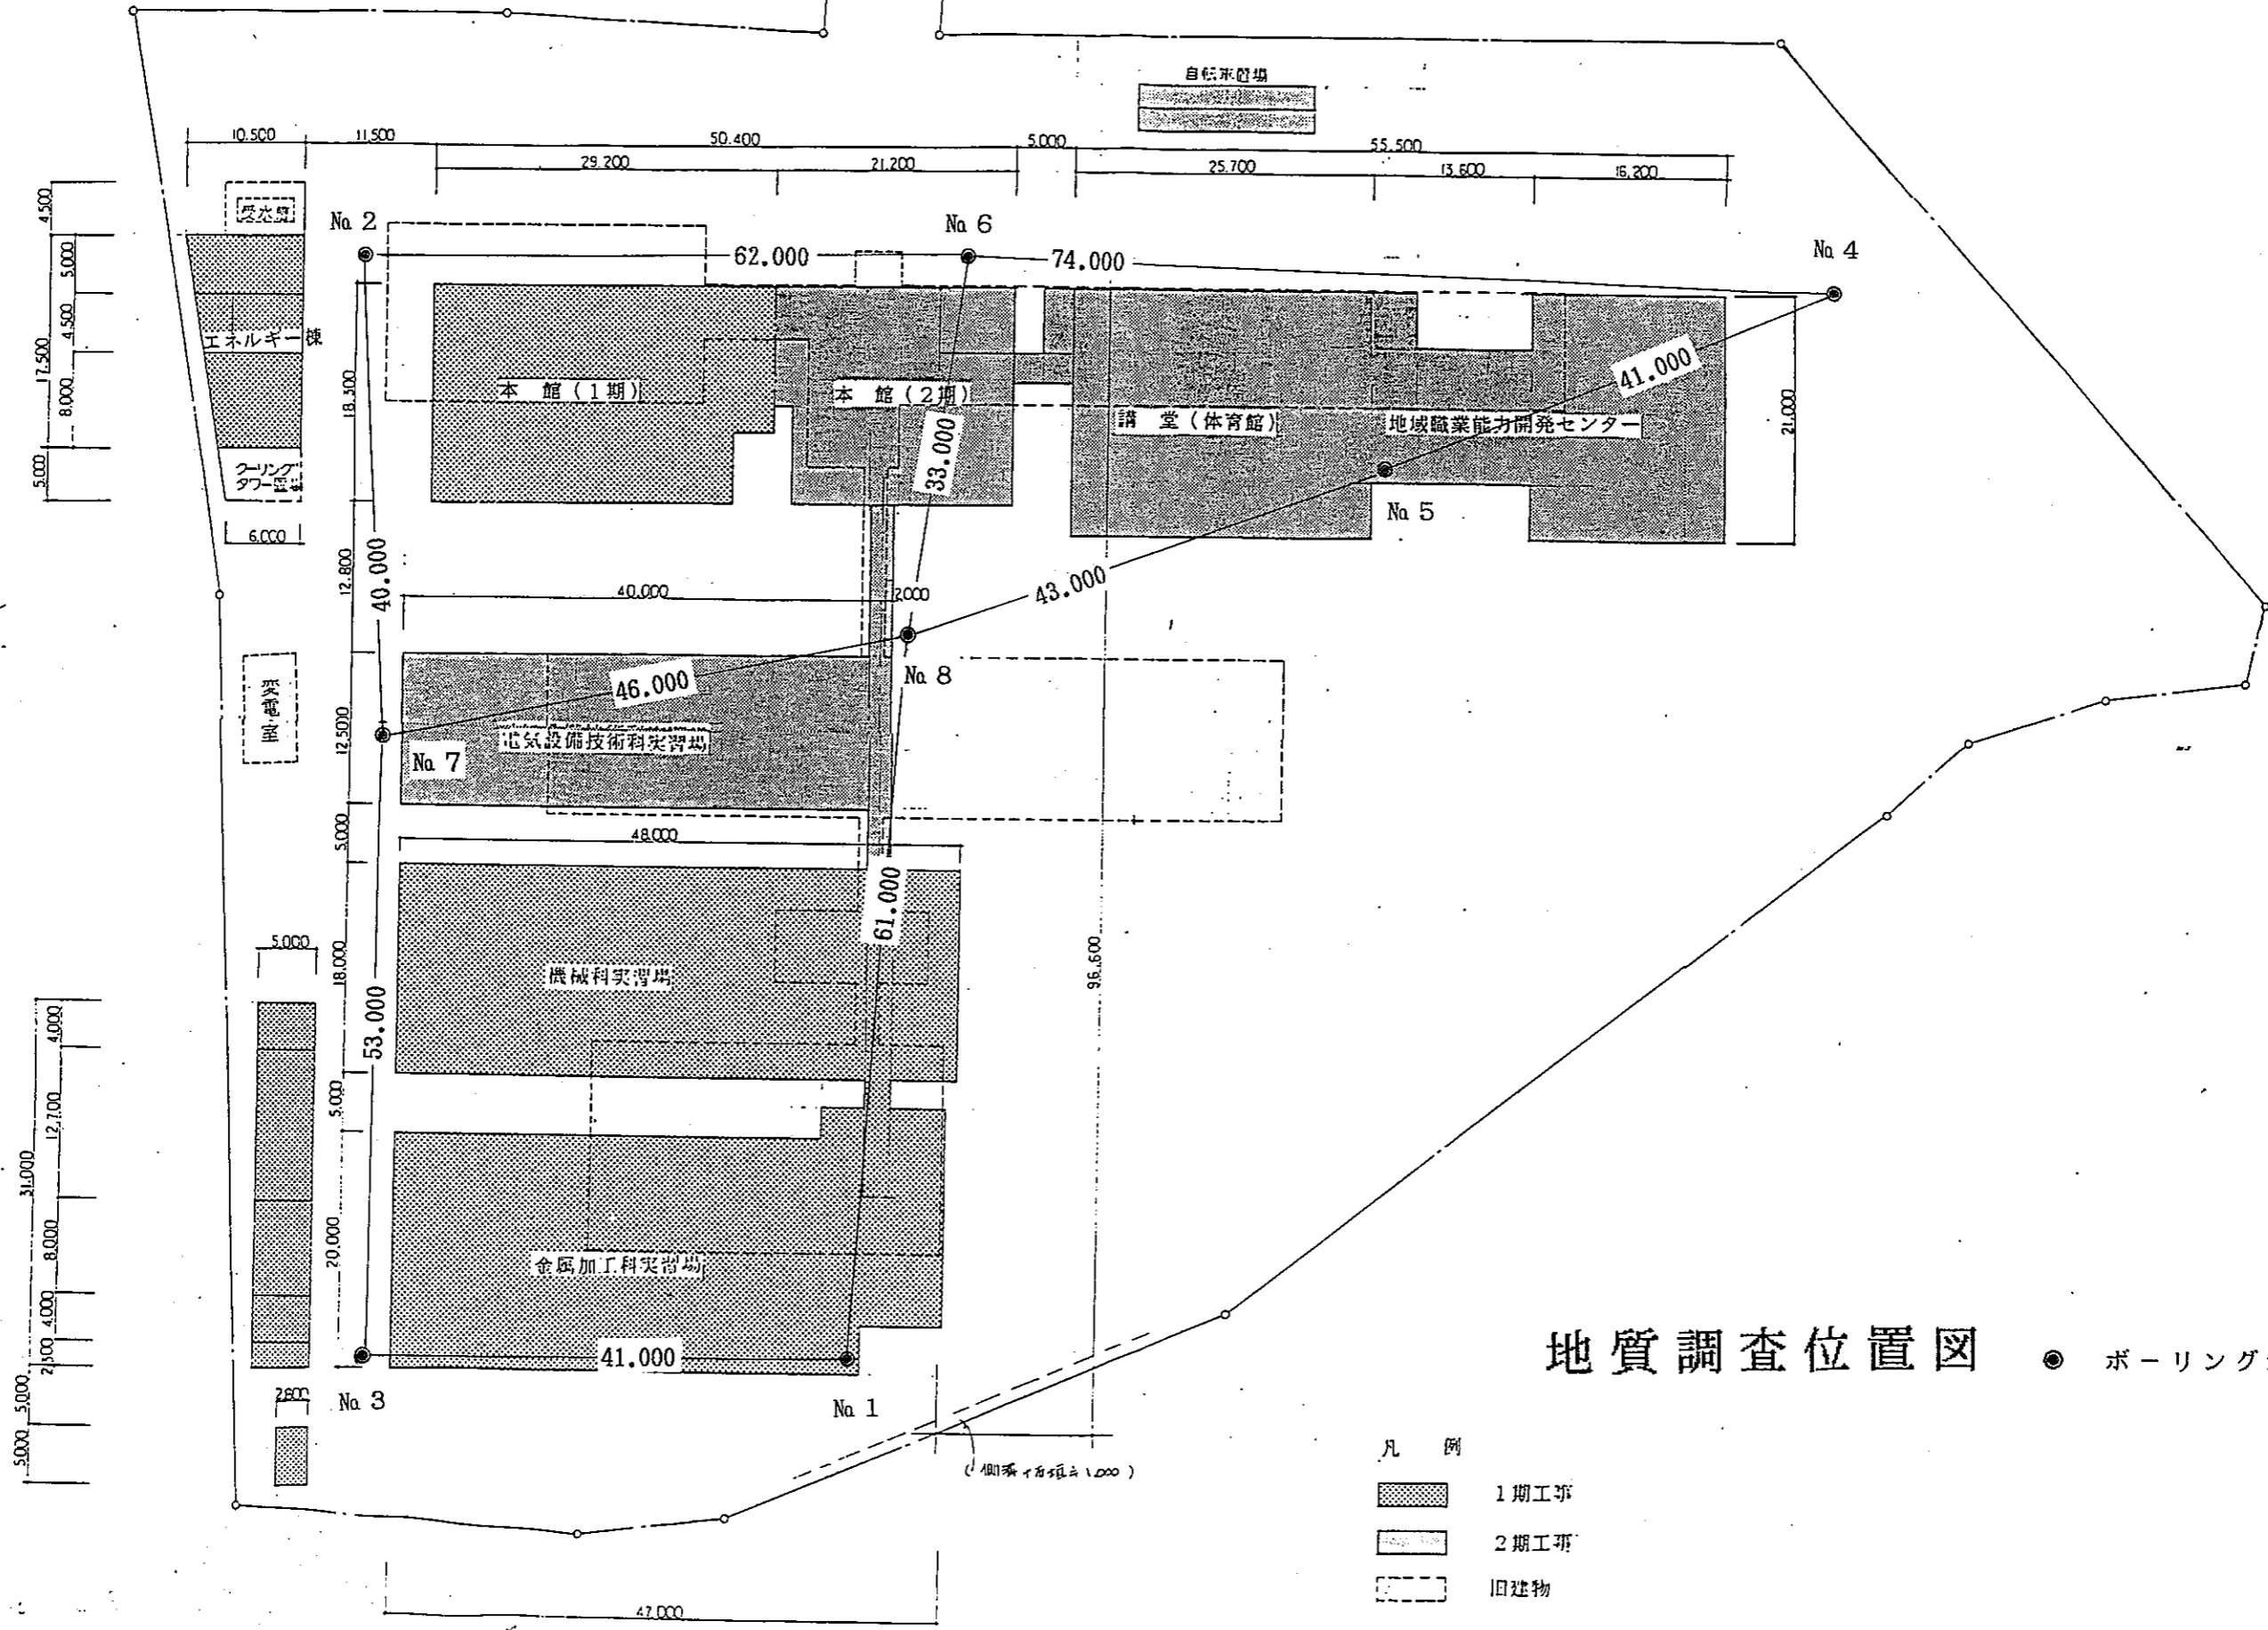 自転車置場
10.500
11.500
50.400
5.000
55.500
29.200
21.200
25.700
13.600
16.200
4.500
5.000
4.500
17.500
8.000
5.000
受水槽
エネルギー棟
クーリング
タワー置場
6.000
No 2
No 6
No 4
62.000
74.000
41.000
18.300
本 館(1期)
本 館(2期)
講 堂(体育館)
地域職業能力開発センター
21.000
33.000
No 5
12.800
40.000
40.000
2.000
43.000
変電室
46.000
No 8
電気設備技術科実習場
No 7
12.500
5.000
48.000
61.000
5.000
18.000
機械科実習場
96.600
53.000
4.000
12.700
31.000
8.000
4.000
5.000
20.000
金属加工科実習場
41.000
5.000
5.000
No 3
No 1
47.000
地質調査位置図
ボーリング
凡 例
1期工事
2期工事
旧建物